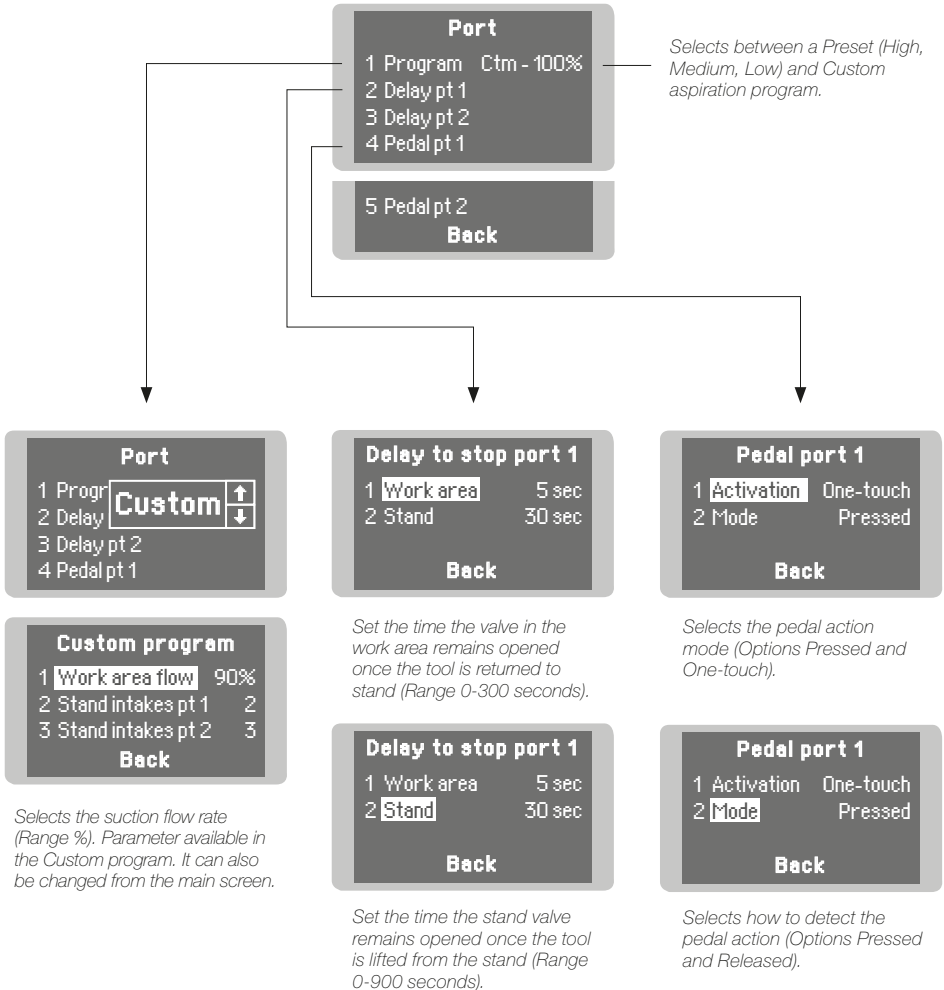 Port
1 Program Ctm - 100%
2 Delay pt 1
3 Delay pt 2
4 Pedal pt 1
5 Pedal pt 2
Back
Selects between a Preset (High,
Medium, Low) and Custom
aspiration program.
Port
1 Progr
2 Delay
Custom
3 Delay pt 2
4 Pedal pt 1
Custom program
1 Work area flow 90%
2 Stand intakes pt 1 2
3 Stand intakes pt 2 3
Back
Selects the suction flow rate
(Range %). Parameter available in
the Custom program. It can also
be changed from the main screen.
Delay to stop port 1
1 Work area 5 sec
2 Stand 30 sec
Back
Set the time the valve in the
work area remains opened
once the tool is returned to
stand (Range 0-300 seconds).
Delay to stop port 1
1 Work area 5 sec
2 Stand 30 sec
Back
Set the time the stand valve
remains opened once the tool
is lifted from the stand (Range
0-900 seconds).
Pedal port 1
1 Activation One-touch
2 Mode Pressed
Back
Selects the pedal action
mode (Options Pressed and
One-touch).
Pedal port 1
1 Activation One-touch
2 Mode Pressed
Back
Selects how to detect the
pedal action (Options Pressed
and Released).